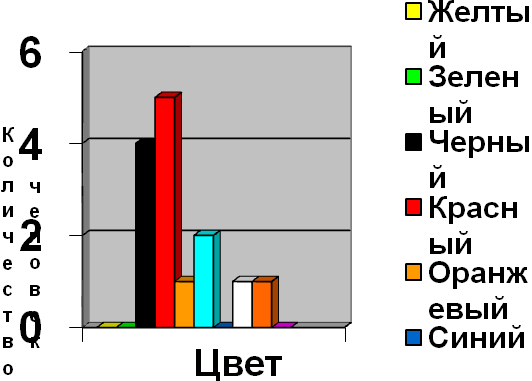 Количество
человек
6
4
2
0
Цвет
Желты
й
Зелен
ый
Черны
й
Красн
ый
Оранж
евый
Синий